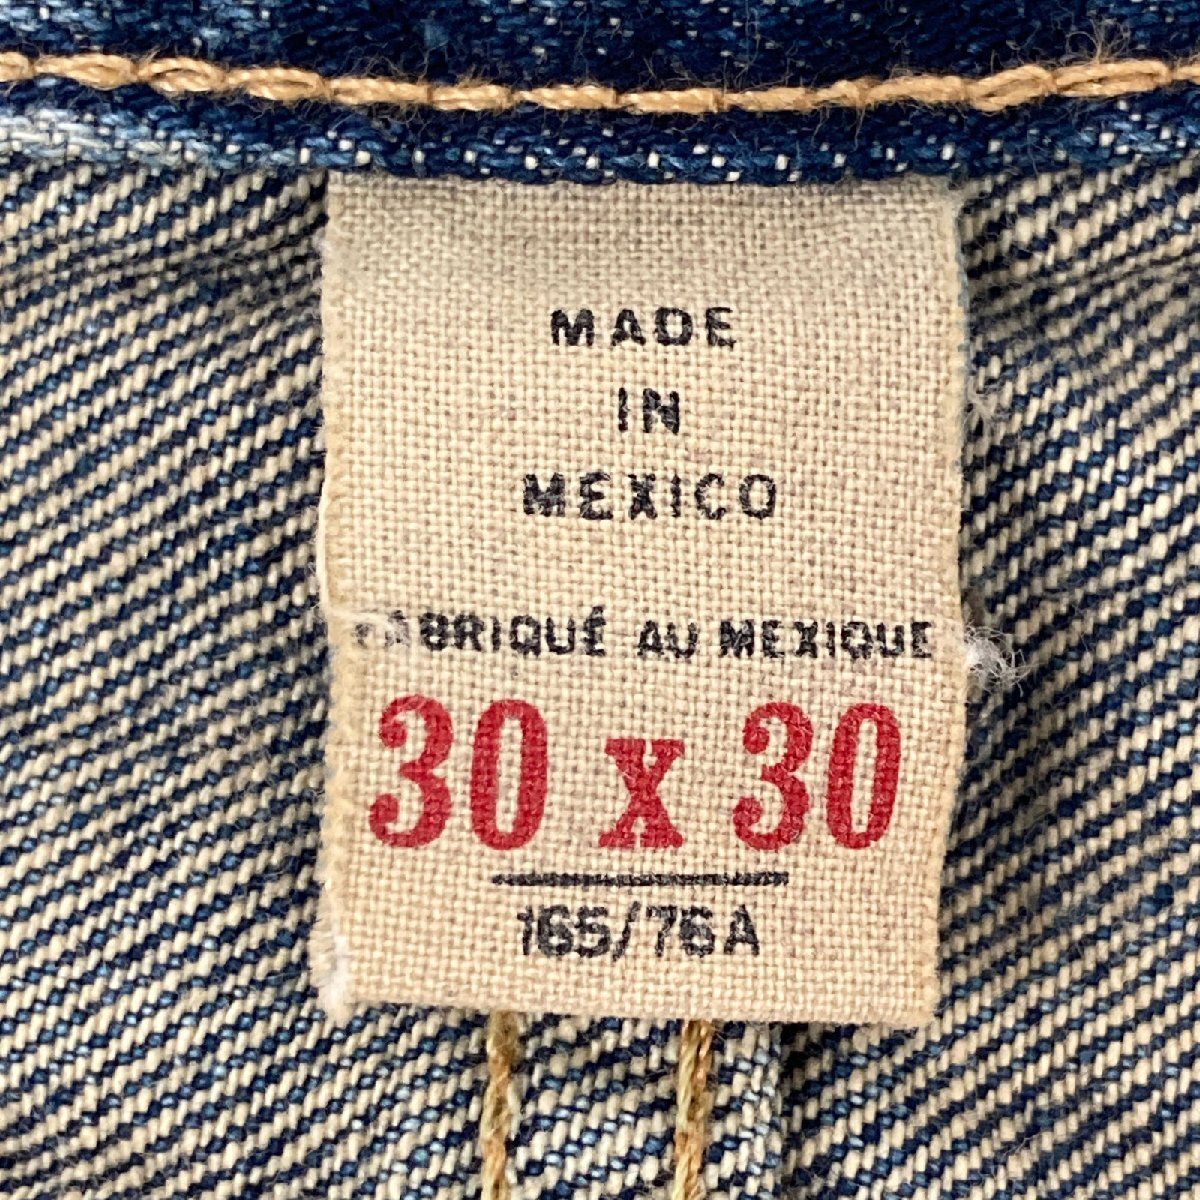 MADE
IN
MEXICO
FABRIQUÉ AU MEXIQUE
30 x 30
165/76A